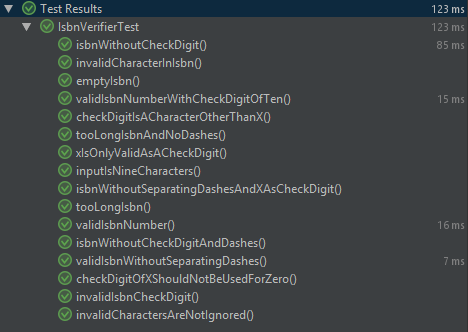 Test Results 123 ms
IsbnVerifierTest 123 ms
isbnWithoutCheckDigit() 85 ms
invalidCharacterInIsbn()
emptyIsbn()
validIsbnNumberWithCheckDigitOfTen() 15 ms
checkDigitIsACharacterOtherThanX()
tooLongIsbnAndNoDashes()
xIsOnlyValidAsACheckDigit()
inputIsNineCharacters()
isbnWithoutSeparatingDashesAndXAsCheckDigit()
tooLongIsbn()
validIsbnNumber() 16 ms
isbnWithoutCheckDigitAndDashes()
validIsbnWithoutSeparatingDashes() 7 ms
checkDigitOfXShouldNotBeUsedForZero()
invalidIsbnCheckDigit()
invalidChartersAreNotIgnored()